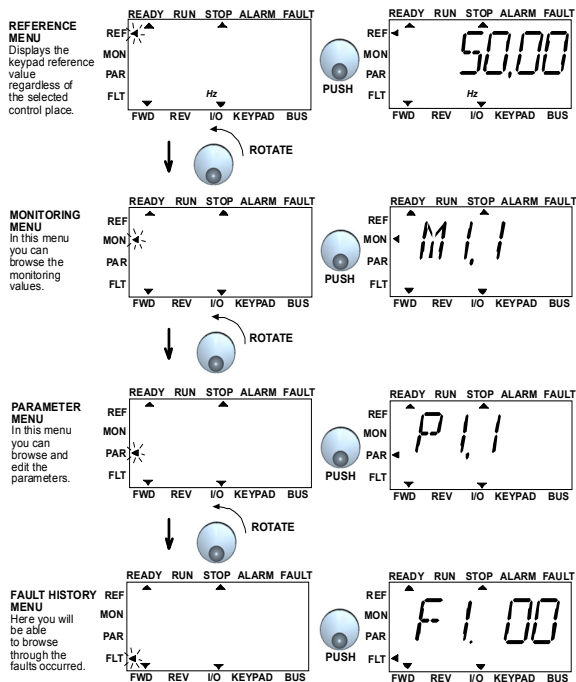 REFERENCE
MENU
Displays the
keypad reference
value
regardless of
the selected
control place.
READY RUN STOP ALARM FAULT
REF
MON
PAR
FLT
Hz
FWD REV I/O KEYPAD BUS
PUSH
READY RUN STOP ALARM FAULT
REF
MON
PAR
FLT
50,00
Hz
FWD REV I/O KEYPAD BUS
ROTATE
MONITORING
MENU
In this menu
you can
browse the
monitoring
values.
READY RUN STOP ALARM FAULT
REF
MON
PAR
FLT
FWD REV I/O KEYPAD BUS
PUSH
READY RUN STOP ALARM FAULT
REF
MON
PAR
FLT
M1,1
FWD REV I/O KEYPAD BUS
ROTATE
PARAMETER
MENU
In this menu
you can
browse and
edit the
parameters.
READY RUN STOP ALARM FAULT
REF
MON
PAR
FLT
FWD REV I/O KEYPAD BUS
PUSH
READY RUN STOP ALARM FAULT
REF
MON
PAR
FLT
P1,1
FWD REV I/O KEYPAD BUS
ROTATE
FAULT HISTORY
MENU
Here you will
be able
to browse
through the
faults occurred.
READY RUN STOP ALARM FAULT
REF
MON
PAR
FLT
FWD REV I/O KEYPAD BUS
PUSH
READY RUN STOP ALARM FAULT
REF
MON
PAR
FLT
F1. 00
FWD REV I/O KEYPAD BUS